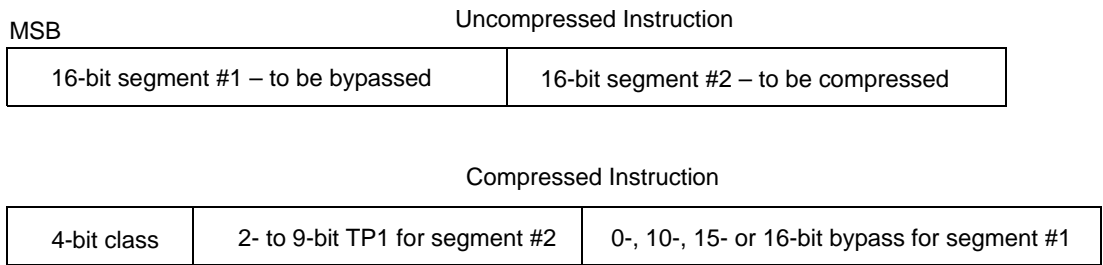 Uncompressed Instruction
MSB
16-bit segment #1 – to be bypassed
16-bit segment #2 – to be compressed
Compressed Instruction
4-bit class
2- to 9-bit TP1 for segment #2
0-, 10-, 15- or 16-bit bypass for segment #1